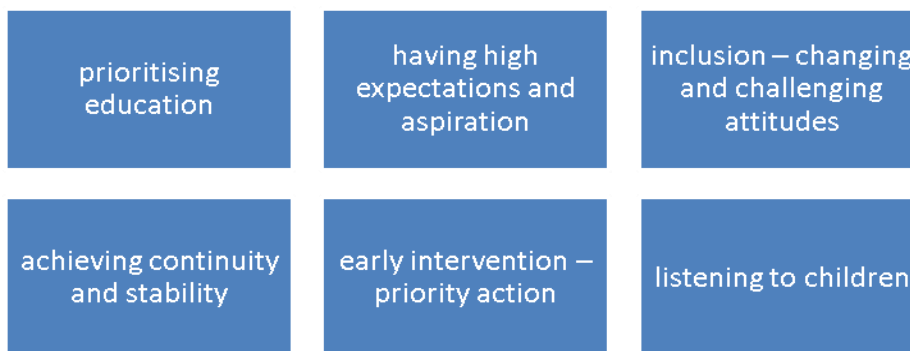 prioritising
education
having high
expectations and
aspiration
inclusion – changing
and challenging
attitudes
achieving continuity
and stability
early intervention –
priority action
listening to children